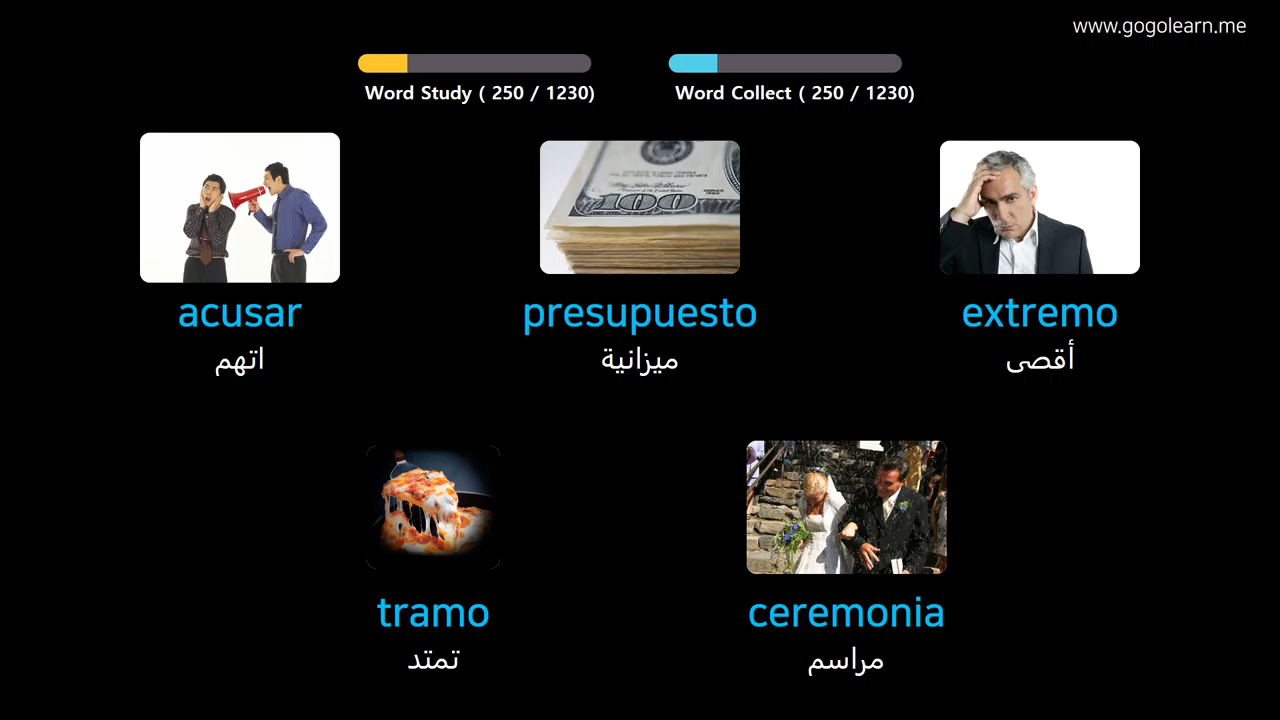 www.gogolearn.me
Word Study ( 250 / 1230)
Word Collect ( 250 / 1230)
acusar
اتهم
presupuesto
ميزانية
extremo
أقصى
tramo
تمتد
ceremonia
مراسم
100